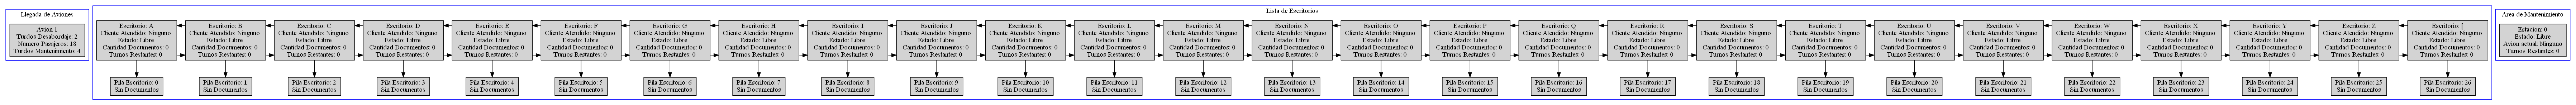 Llegada de Aviones
Avion 1
Turdos Desabordaje: 2
Numero Pasajeros: 18
Turdos Mantenimiento: 4
Lista de Escritorios
Escritorio: A
Cliente Atendido: Ninguno
Estado: Libre
Cantidad Documentos: 0
Turnos Restantes: 0
Pila Escritorio: 0
Sin Documentos
Escritorio: B
Cliente Atendido: Ninguno
Estado: Libre
Cantidad Documentos: 0
Turnos Restantes: 0
Pila Escritorio: 1
Sin Documentos
Escritorio: C
Cliente Atendido: Ninguno
Estado: Libre
Cantidad Documentos: 0
Turnos Restantes: 0
Pila Escritorio: 2
Sin Documentos
Escritorio: D
Cliente Atendido: Ninguno
Estado: Libre
Cantidad Documentos: 0
Turnos Restantes: 0
Pila Escritorio: 3
Sin Documentos
Escritorio: E
Cliente Atendido: Ninguno
Estado: Libre
Cantidad Documentos: 0
Turnos Restantes: 0
Pila Escritorio: 4
Sin Documentos
Escritorio: F
Cliente Atendido: Ninguno
Estado: Libre
Cantidad Documentos: 0
Turnos Restantes: 0
Pila Escritorio: 5
Sin Documentos
Escritorio: G
Cliente Atendido: Ninguno
Estado: Libre
Cantidad Documentos: 0
Turnos Restantes: 0
Pila Escritorio: 6
Sin Documentos
Escritorio: H
Cliente Atendido: Ninguno
Estado: Libre
Cantidad Documentos: 0
Turnos Restantes: 0
Pila Escritorio: 7
Sin Documentos
Escritorio: I
Cliente Atendido: Ninguno
Estado: Libre
Cantidad Documentos: 0
Turnos Restantes: 0
Pila Escritorio: 8
Sin Documentos
Escritorio: J
Cliente Atendido: Ninguno
Estado: Libre
Cantidad Documentos: 0
Turnos Restantes: 0
Pila Escritorio: 9
Sin Documentos
Escritorio: K
Cliente Atendido: Ninguno
Estado: Libre
Cantidad Documentos: 0
Turnos Restantes: 0
Pila Escritorio: 10
Sin Documentos
Escritorio: L
Cliente Atendido: Ninguno
Estado: Libre
Cantidad Documentos: 0
Turnos Restantes: 0
Pila Escritorio: 11
Sin Documentos
Escritorio: M
Cliente Atendido: Ninguno
Estado: Libre
Cantidad Documentos: 0
Turnos Restantes: 0
Pila Escritorio: 12
Sin Documentos
Escritorio: N
Cliente Atendido: Ninguno
Estado: Libre
Cantidad Documentos: 0
Turnos Restantes: 0
Pila Escritorio: 13
Sin Documentos
Escritorio: O
Cliente Atendido: Ninguno
Estado: Libre
Cantidad Documentos: 0
Turnos Restantes: 0
Pila Escritorio: 14
Sin Documentos
Escritorio: P
Cliente Atendido: Ninguno
Estado: Libre
Cantidad Documentos: 0
Turnos Restantes: 0
Pila Escritorio: 15
Sin Documentos
Escritorio: Q
Cliente Atendido: Ninguno
Estado: Libre
Cantidad Documentos: 0
Turnos Restantes: 0
Pila Escritorio: 16
Sin Documentos
Escritorio: R
Cliente Atendido: Ninguno
Estado: Libre
Cantidad Documentos: 0
Turnos Restantes: 0
Pila Escritorio: 17
Sin Documentos
Escritorio: S
Cliente Atendido: Ninguno
Estado: Libre
Cantidad Documentos: 0
Turnos Restantes: 0
Pila Escritorio: 18
Sin Documentos
Escritorio: T
Cliente Atendido: Ninguno
Estado: Libre
Cantidad Documentos: 0
Turnos Restantes: 0
Pila Escritorio: 19
Sin Documentos
Escritorio: U
Cliente Atendido: Ninguno
Estado: Libre
Cantidad Documentos: 0
Turnos Restantes: 0
Pila Escritorio: 20
Sin Documentos
Escritorio: V
Cliente Atendido: Ninguno
Estado: Libre
Cantidad Documentos: 0
Turnos Restantes: 0
Pila Escritorio: 21
Sin Documentos
Escritorio: W
Cliente Atendido: Ninguno
Estado: Libre
Cantidad Documentos: 0
Turnos Restantes: 0
Pila Escritorio: 22
Sin Documentos
Escritorio: X
Cliente Atendido: Ninguno
Estado: Libre
Cantidad Documentos: 0
Turnos Restantes: 0
Pila Escritorio: 23
Sin Documentos
Escritorio: Y
Cliente Atendido: Ninguno
Estado: Libre
Cantidad Documentos: 0
Turnos Restantes: 0
Pila Escritorio: 24
Sin Documentos
Escritorio: Z
Cliente Atendido: Ninguno
Estado: Libre
Cantidad Documentos: 0
Turnos Restantes: 0
Pila Escritorio: 25
Sin Documentos
Escritorio: [
Cliente Atendido: Ninguno
Estado: Libre
Cantidad Documentos: 0
Turnos Restantes: 0
Pila Escritorio: 26
Sin Documentos
Area de Mantenimiento
Estacion: 0
Estado: Libre
Avion actual: Ninguno
Turnos Restantes: 0